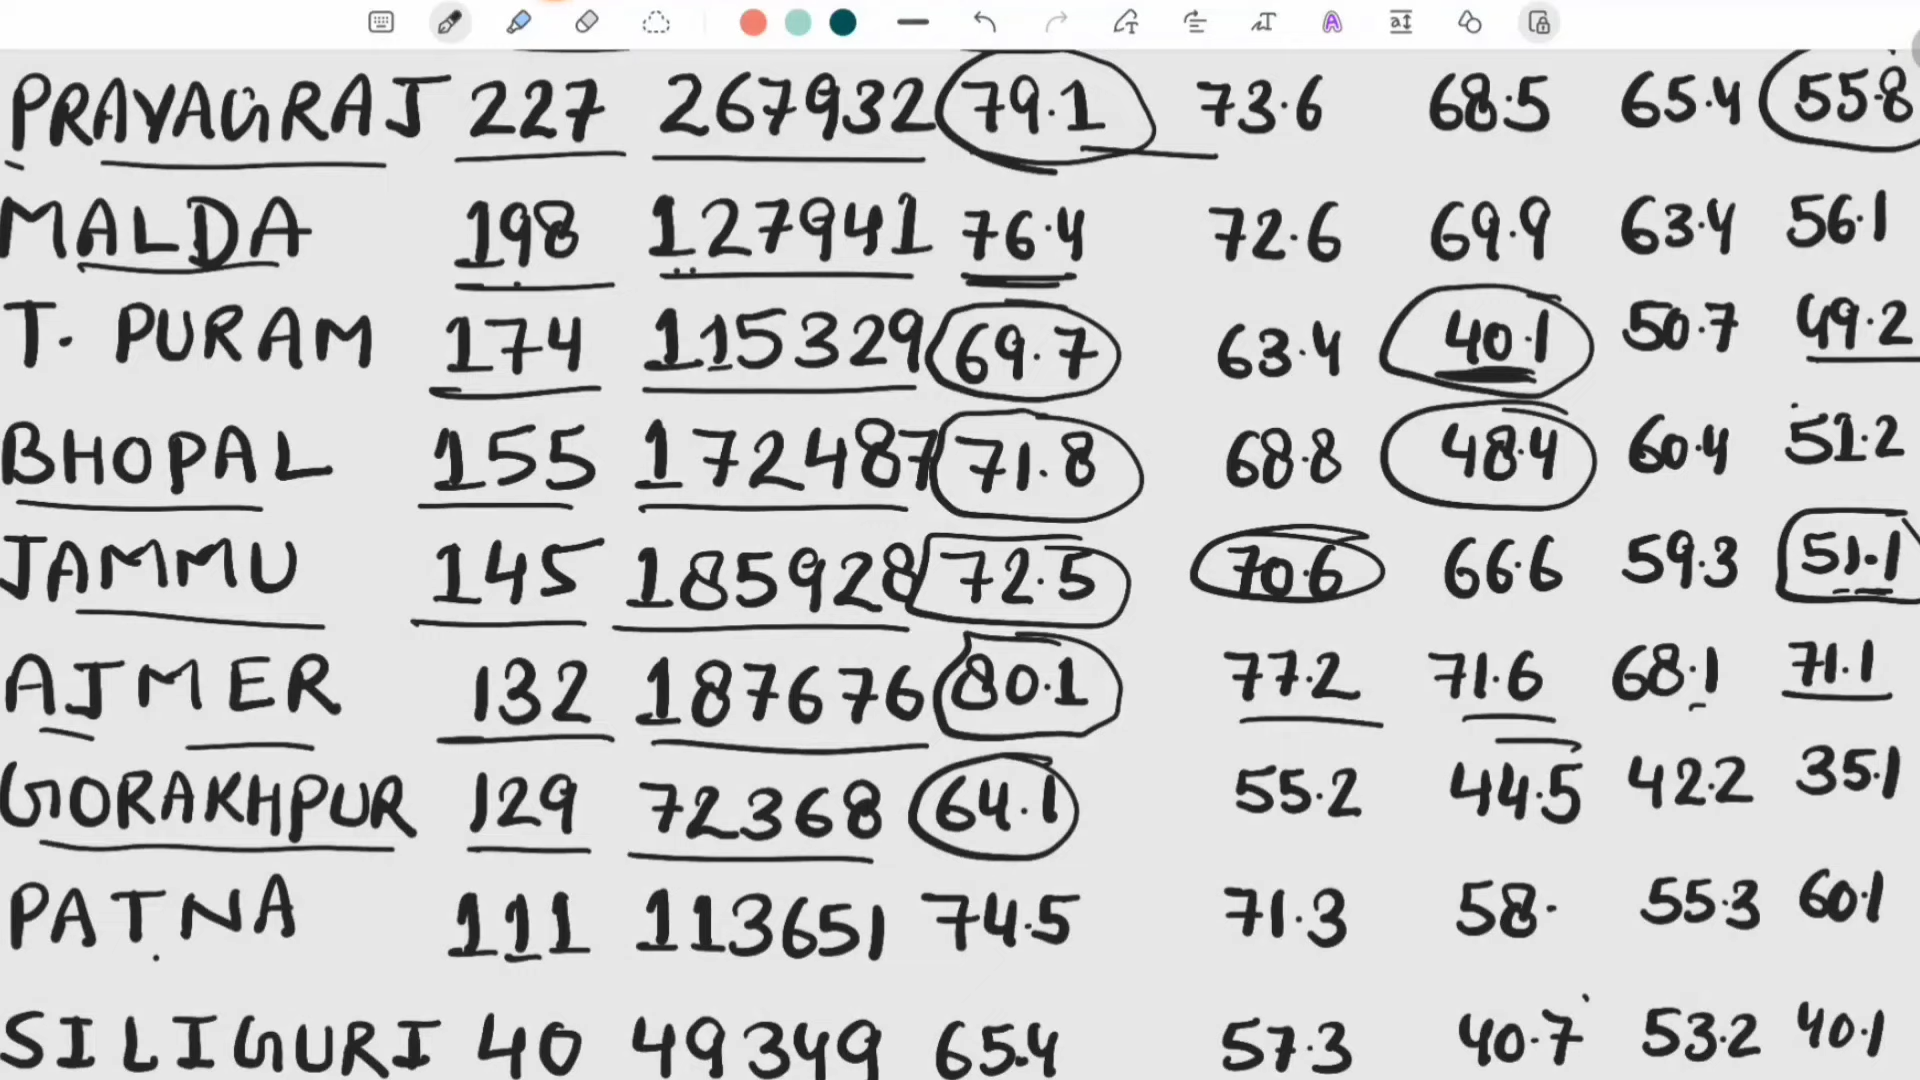 PRAYAGRAJ 227 267932 79.1 73.6 68.5 65.4 55.8
MALDA 198 127941 76.4 72.6 69.9 63.4 56.1
T. PURAM 174 115329 69.7 63.4 40.1 50.7 49.2
BHOPAL 155 172487 71.8 68.8 48.4 60.4 51.2
JAMMU 145 185928 72.5 70.6 66.6 59.3 51.1
AJMER 132 187676 80.1 77.2 71.6 68.1 71.1
GORAKHPUR 129 72368 64.1 55.2 44.5 42.2 35.1
PATNA 111 113651 74.5 71.3 58. 55.3 60.1
SILIGURI 40 49349 65.4 57.3 40.7 53.2 40.1